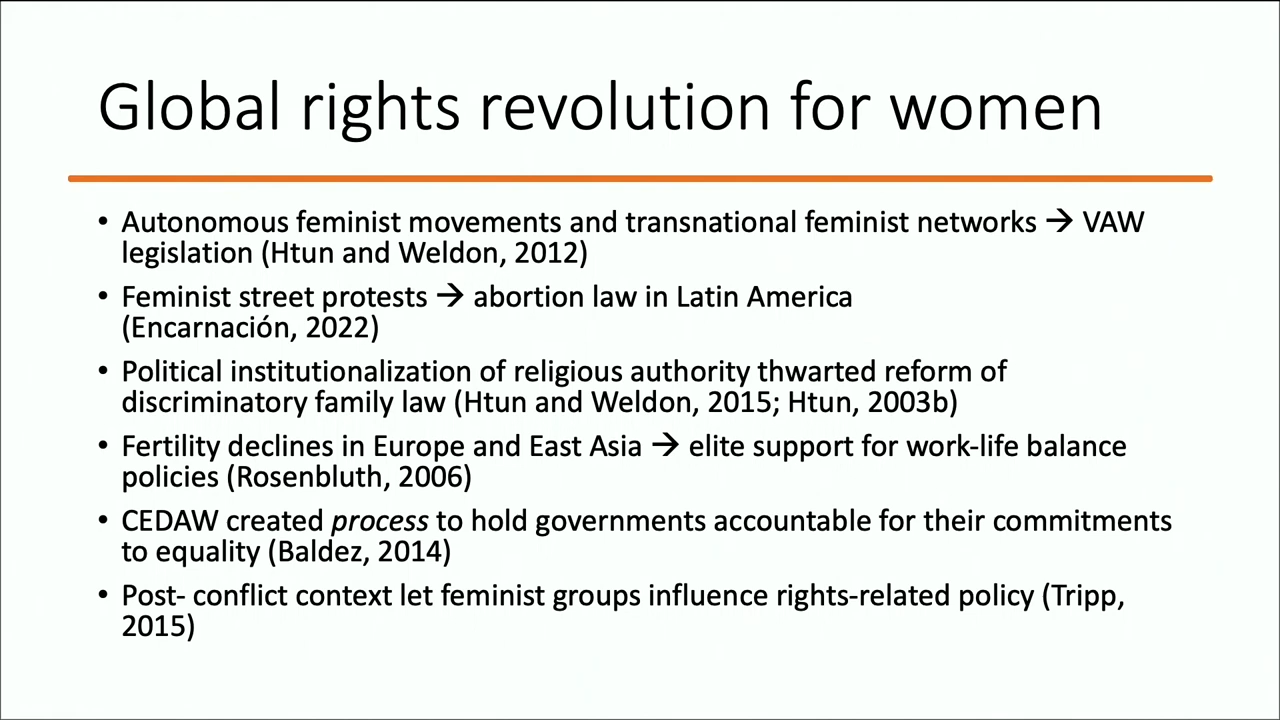 Global rights revolution for women
• Autonomous feminist movements and transnational feminist networks → VAW
legislation (Htun and Weldon, 2012)
• Feminist street protests → abortion law in Latin America
(Encarnación, 2022)
• Political institutionalization of religious authority thwarted reform of
discriminatory family law (Htun and Weldon, 2015; Htun, 2003b)
• Fertility declines in Europe and East Asia → elite support for work-life balance
policies (Rosenbluth, 2006)
• CEDAW created process to hold governments accountable for their commitments
to equality (Baldez, 2014)
• Post- conflict context let feminist groups influence rights-related policy (Tripp,
2015)